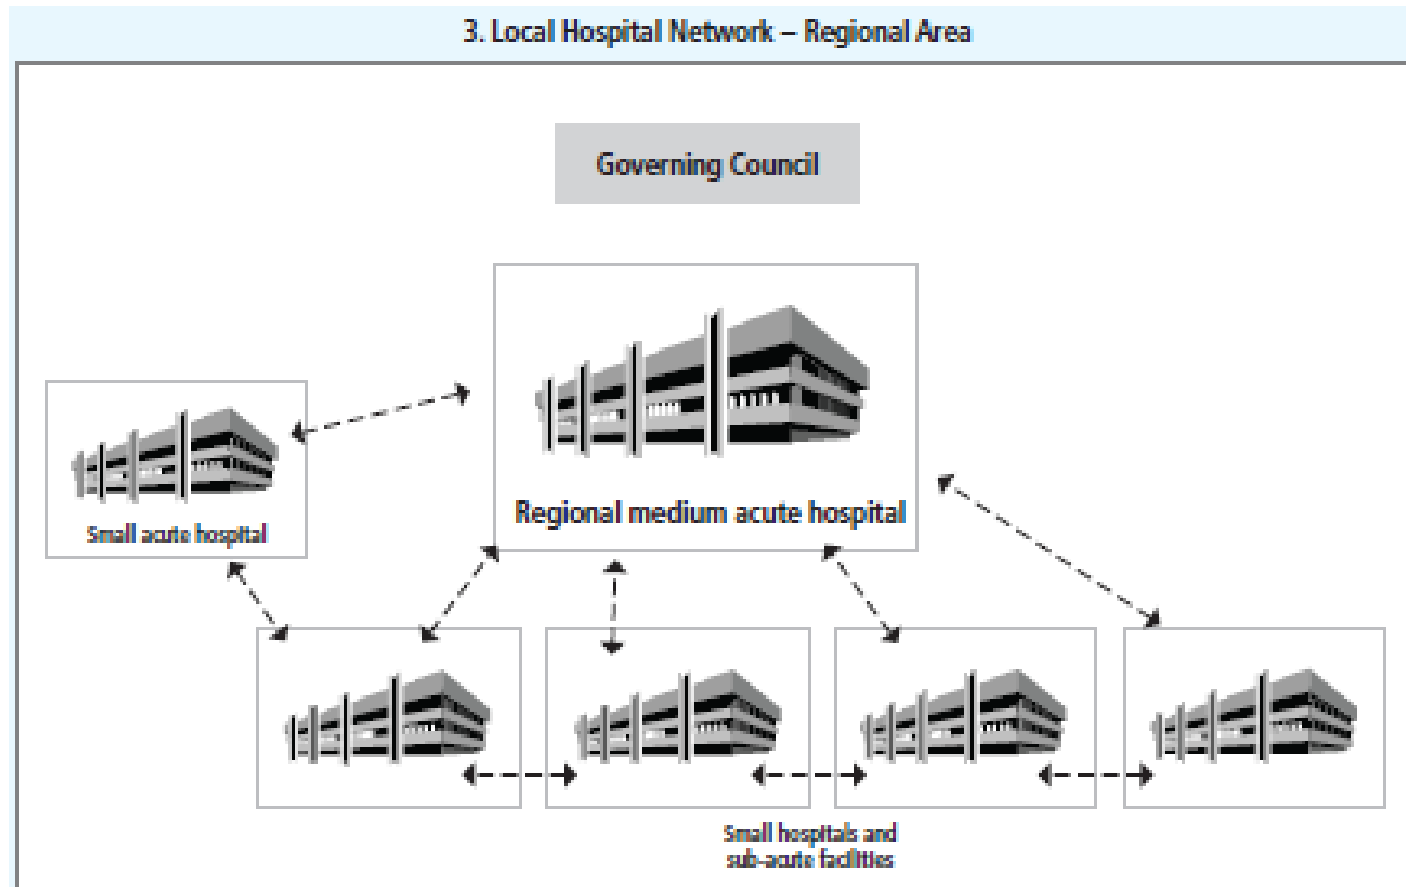 3. Local Hospital Network – Regional Area
Governing Council
Regional medium acute hospital
Small acute hospital
Small hospitals and
sub-acute facilities